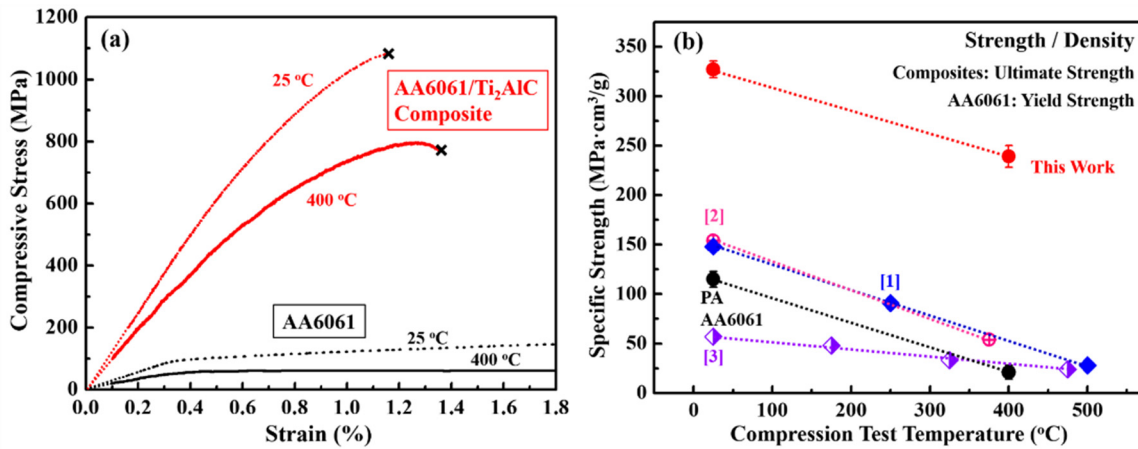 (a)
Compressive Stress (MPa)
1000
800
600
400
200
0
25 °C
AA6061/Ti₂AlC
Composite
400 °C
AA6061
25 °C
400 °C
0.0 0.2 0.4 0.6 0.8 1.0 1.2 1.4 1.6 1.8
Strain (%)
(b)
Specific Strength (MPa·cm³/g)
350
325
300
250
200
150
100
50
0
Strength / Density
Composites: Ultimate Strength
AA6061: Yield Strength
This Work
[2]
[1]
PA
AA6061
[3]
0 100 200 300 400 500
Compression Test Temperature (°C)